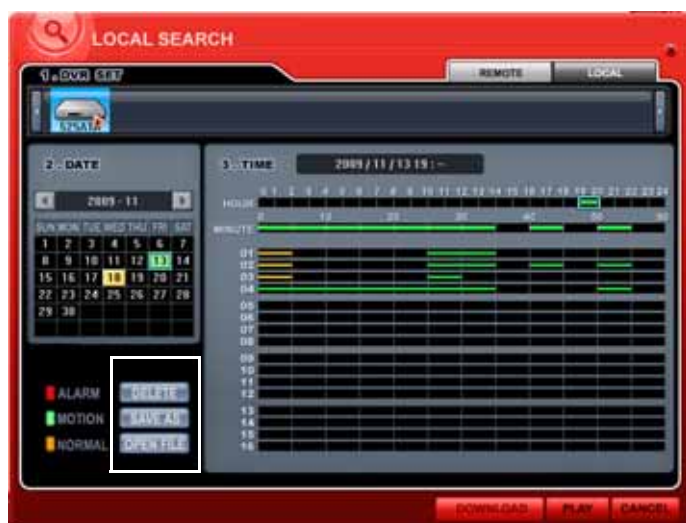 LOCAL SEARCH
1. DVR SET
REMOTE LOCAL
525ATA
2. DATE
3. TIME 2009 / 11 / 13 19 : --
2009 - 11
HOUR 0 1 2 3 4 5 6 7 8 9 10 11 12 13 14 15 16 17 18 19 20 21 22 23 24
0 10 20 30 40 50 60
MINUTE
SUN MON TUE WED THU FRI SAT
1 2 3 4 5 6 7
8 9 10 11 12 13 14
15 16 17 18 19 20 21
22 23 24 25 26 27 28
29 30
01
02
03
04
05
06
07
08
09
10
11
12
13
14
15
16
ALARM DELETE
MOTION SAVE AS
NORMAL OPEN FILE
DOWNLOAD PLAY CANCEL